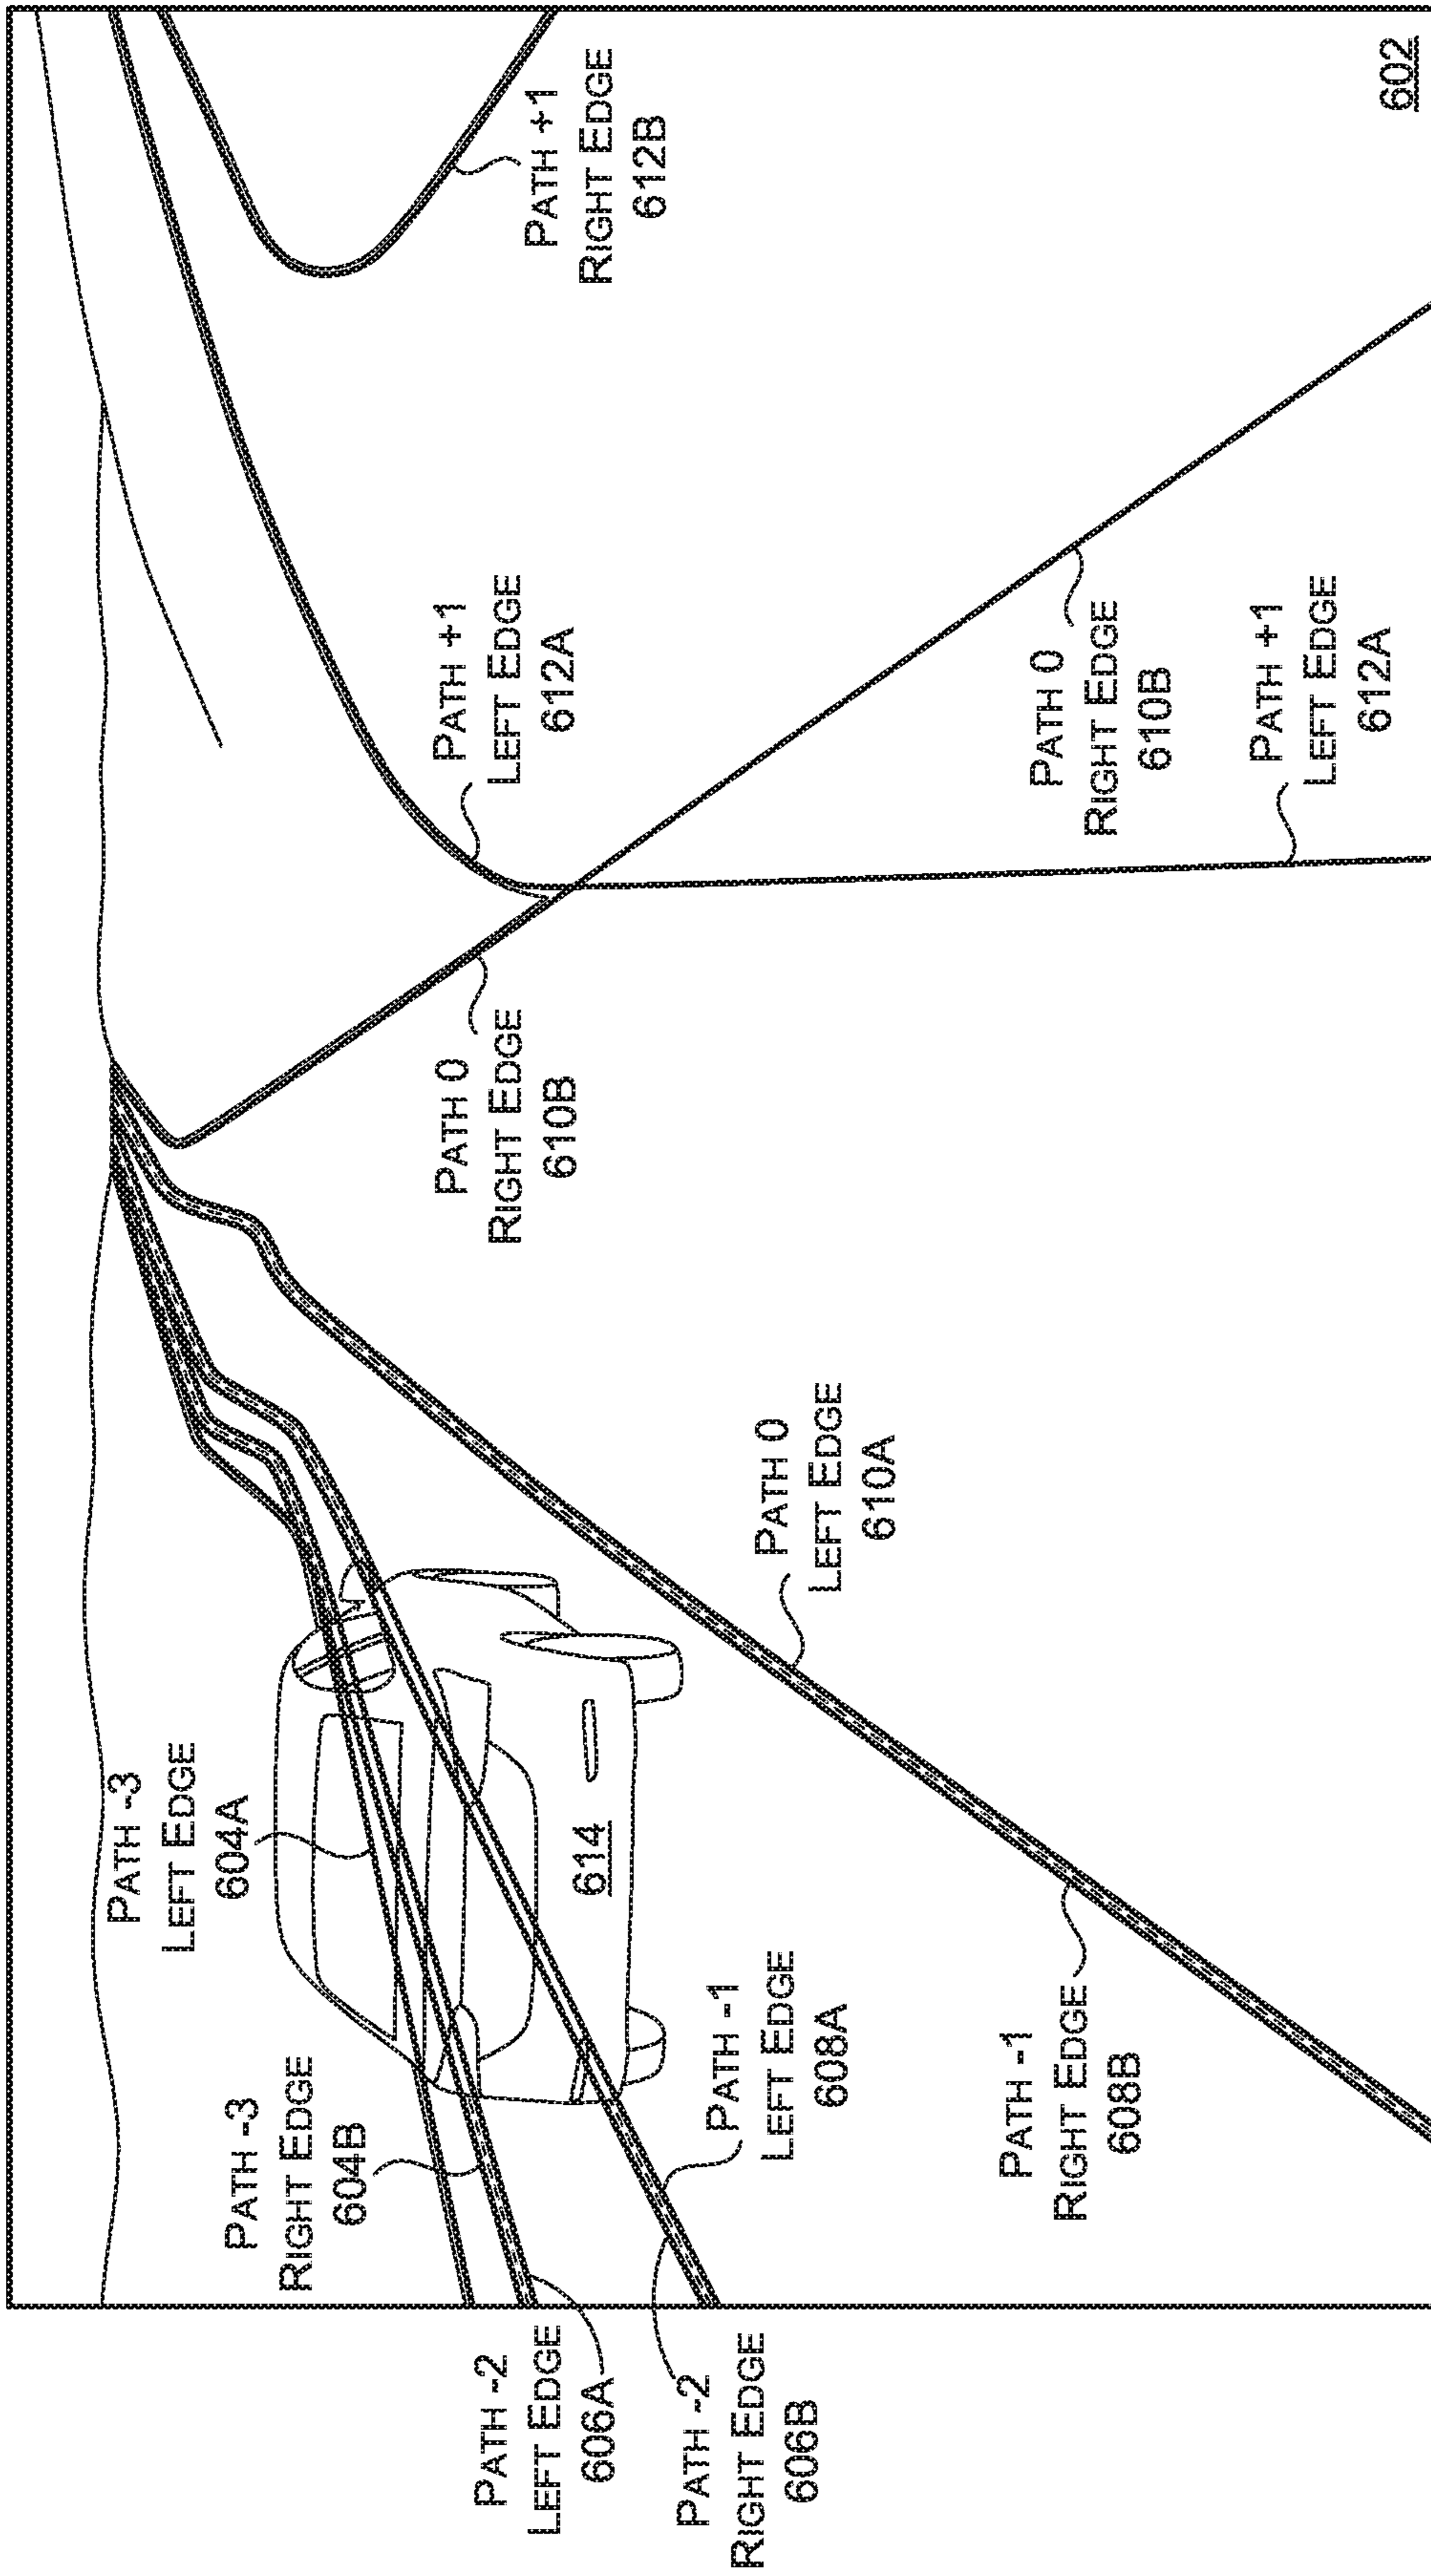 PATH -3
LEFT EDGE
604A
PATH -3
RIGHT EDGE
604B
PATH -2
LEFT EDGE
606A
PATH -2
RIGHT EDGE
606B
614
PATH -1
LEFT EDGE
608A
PATH -1
RIGHT EDGE
608B
PATH 0
LEFT EDGE
610A
PATH 0
RIGHT EDGE
610B
PATH +1
LEFT EDGE
612A
PATH 0
RIGHT EDGE
610B
PATH +1
LEFT EDGE
612A
PATH +1
RIGHT EDGE
612B
602